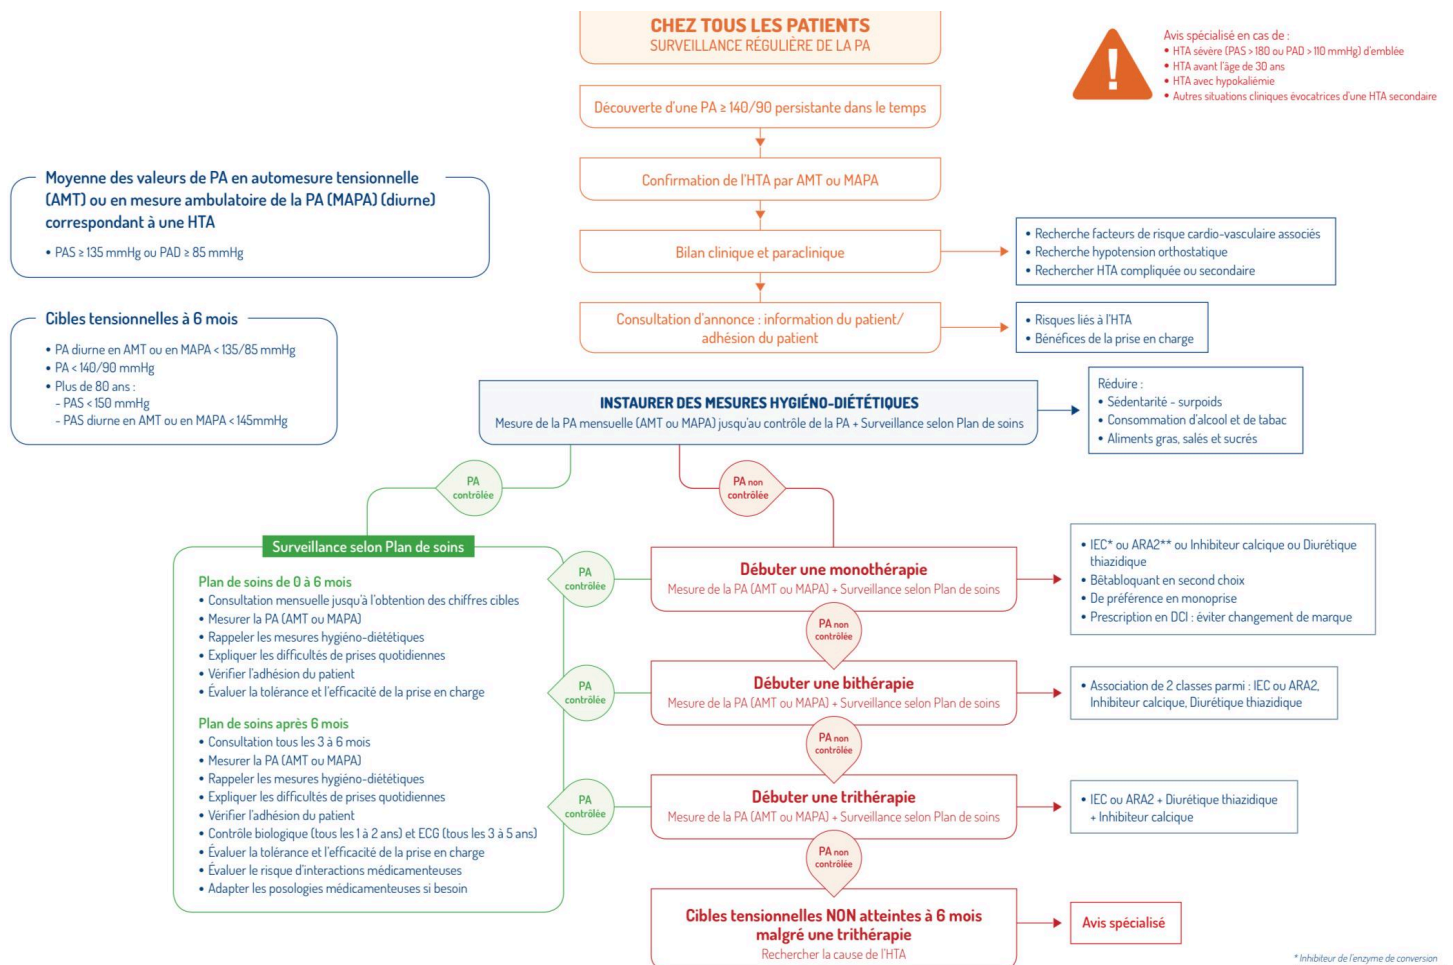 CHEZ TOUS LES PATIENTS
SURVEILLANCE RÉGULIÈRE DE LA PA
Avis spécialisé en cas de :
• HTA sévère (PAS > 180 ou PAD > 110 mmHg) d'emblée
• HTA avant l'âge de 30 ans
• HTA avec hypokaliémie
• Autres situations cliniques évocatrices d'une HTA secondaire
Découverte d'une PA ≥ 140/90 persistante dans le temps
Confirmation de l'HTA par AMT ou MAPA
Moyenne des valeurs de PA en automesure tensionnelle
(AMT) ou en mesure ambulatoire de la PA (MAPA) (diurne)
correspondant à une HTA
• PAS ≥ 135 mmHg ou PAD ≥ 85 mmHg
Bilan clinique et paraclinique
• Recherche facteurs de risque cardio-vasculaire associés
• Recherche hypotension orthostatique
• Rechercher HTA compliquée ou secondaire
Consultation d'annonce : information du patient/
adhésion du patient
• Risques liés à l'HTA
• Bénéfices de la prise en charge
Cibles tensionnelles à 6 mois
• PA diurne en AMT ou en MAPA < 135/85 mmHg
• PA < 140/90 mmHg
• Plus de 80 ans :
- PAS < 150 mmHg
- PAS diurne en AMT ou en MAPA < 145mmHg
INSTAURER DES MESURES HYGIÉNO-DIÉTÉTIQUES
Mesure de la PA mensuelle (AMT ou MAPA) jusqu'au contrôle de la PA + Surveillance selon Plan de soins
Réduire :
• Sédentarité - surpoids
• Consommation d'alcool et de tabac
• Aliments gras, salés et sucrés
PA
contrôlée
PA non
contrôlée
Surveillance selon Plan de soins
Plan de soins de 0 à 6 mois
• Consultation mensuelle jusqu'à l'obtention des chiffres cibles
• Mesurer la PA (AMT ou MAPA)
• Rappeler les mesures hygiéno-diététiques
• Expliquer les difficultés de prises quotidiennes
• Vérifier l'adhésion du patient
• Évaluer la tolérance et l'efficacité de la prise en charge
Plan de soins après 6 mois
• Consultation tous les 3 à 6 mois
• Mesurer la PA (AMT ou MAPA)
• Rappeler les mesures hygiéno-diététiques
• Expliquer les difficultés de prises quotidiennes
• Vérifier l'adhésion du patient
• Contrôle biologique (tous les 1 à 2 ans) et ECG (tous les 3 à 5 ans)
• Évaluer la tolérance et l'efficacité de la prise en charge
• Évaluer le risque d'interactions médicamenteuses
• Adapter les posologies médicamenteuses si besoin
PA
contrôlée
Débuter une monothérapie
Mesure de la PA (AMT ou MAPA) + Surveillance selon Plan de soins
• IEC* ou ARA2** ou Inhibiteur calcique ou Diurétique
thiazidique
• Bêtabloquant en second choix
• De préférence en monoprise
• Prescription en DCI : éviter changement de marque
PA non
contrôlée
PA
contrôlée
Débuter une bithérapie
Mesure de la PA (AMT ou MAPA) + Surveillance selon Plan de soins
• Association de 2 classes parmi : IEC ou ARA2,
Inhibiteur calcique, Diurétique thiazidique
PA non
contrôlée
PA
contrôlée
Débuter une trithérapie
Mesure de la PA (AMT ou MAPA) + Surveillance selon Plan de soins
• IEC ou ARA2 + Diurétique thiazidique
+ Inhibiteur calcique
PA non
contrôlée
Cibles tensionnelles NON atteintes à 6 mois
malgré une trithérapie
Rechercher la cause de l'HTA
Avis spécialisé
* Inhibiteur de l'enzyme de conversion